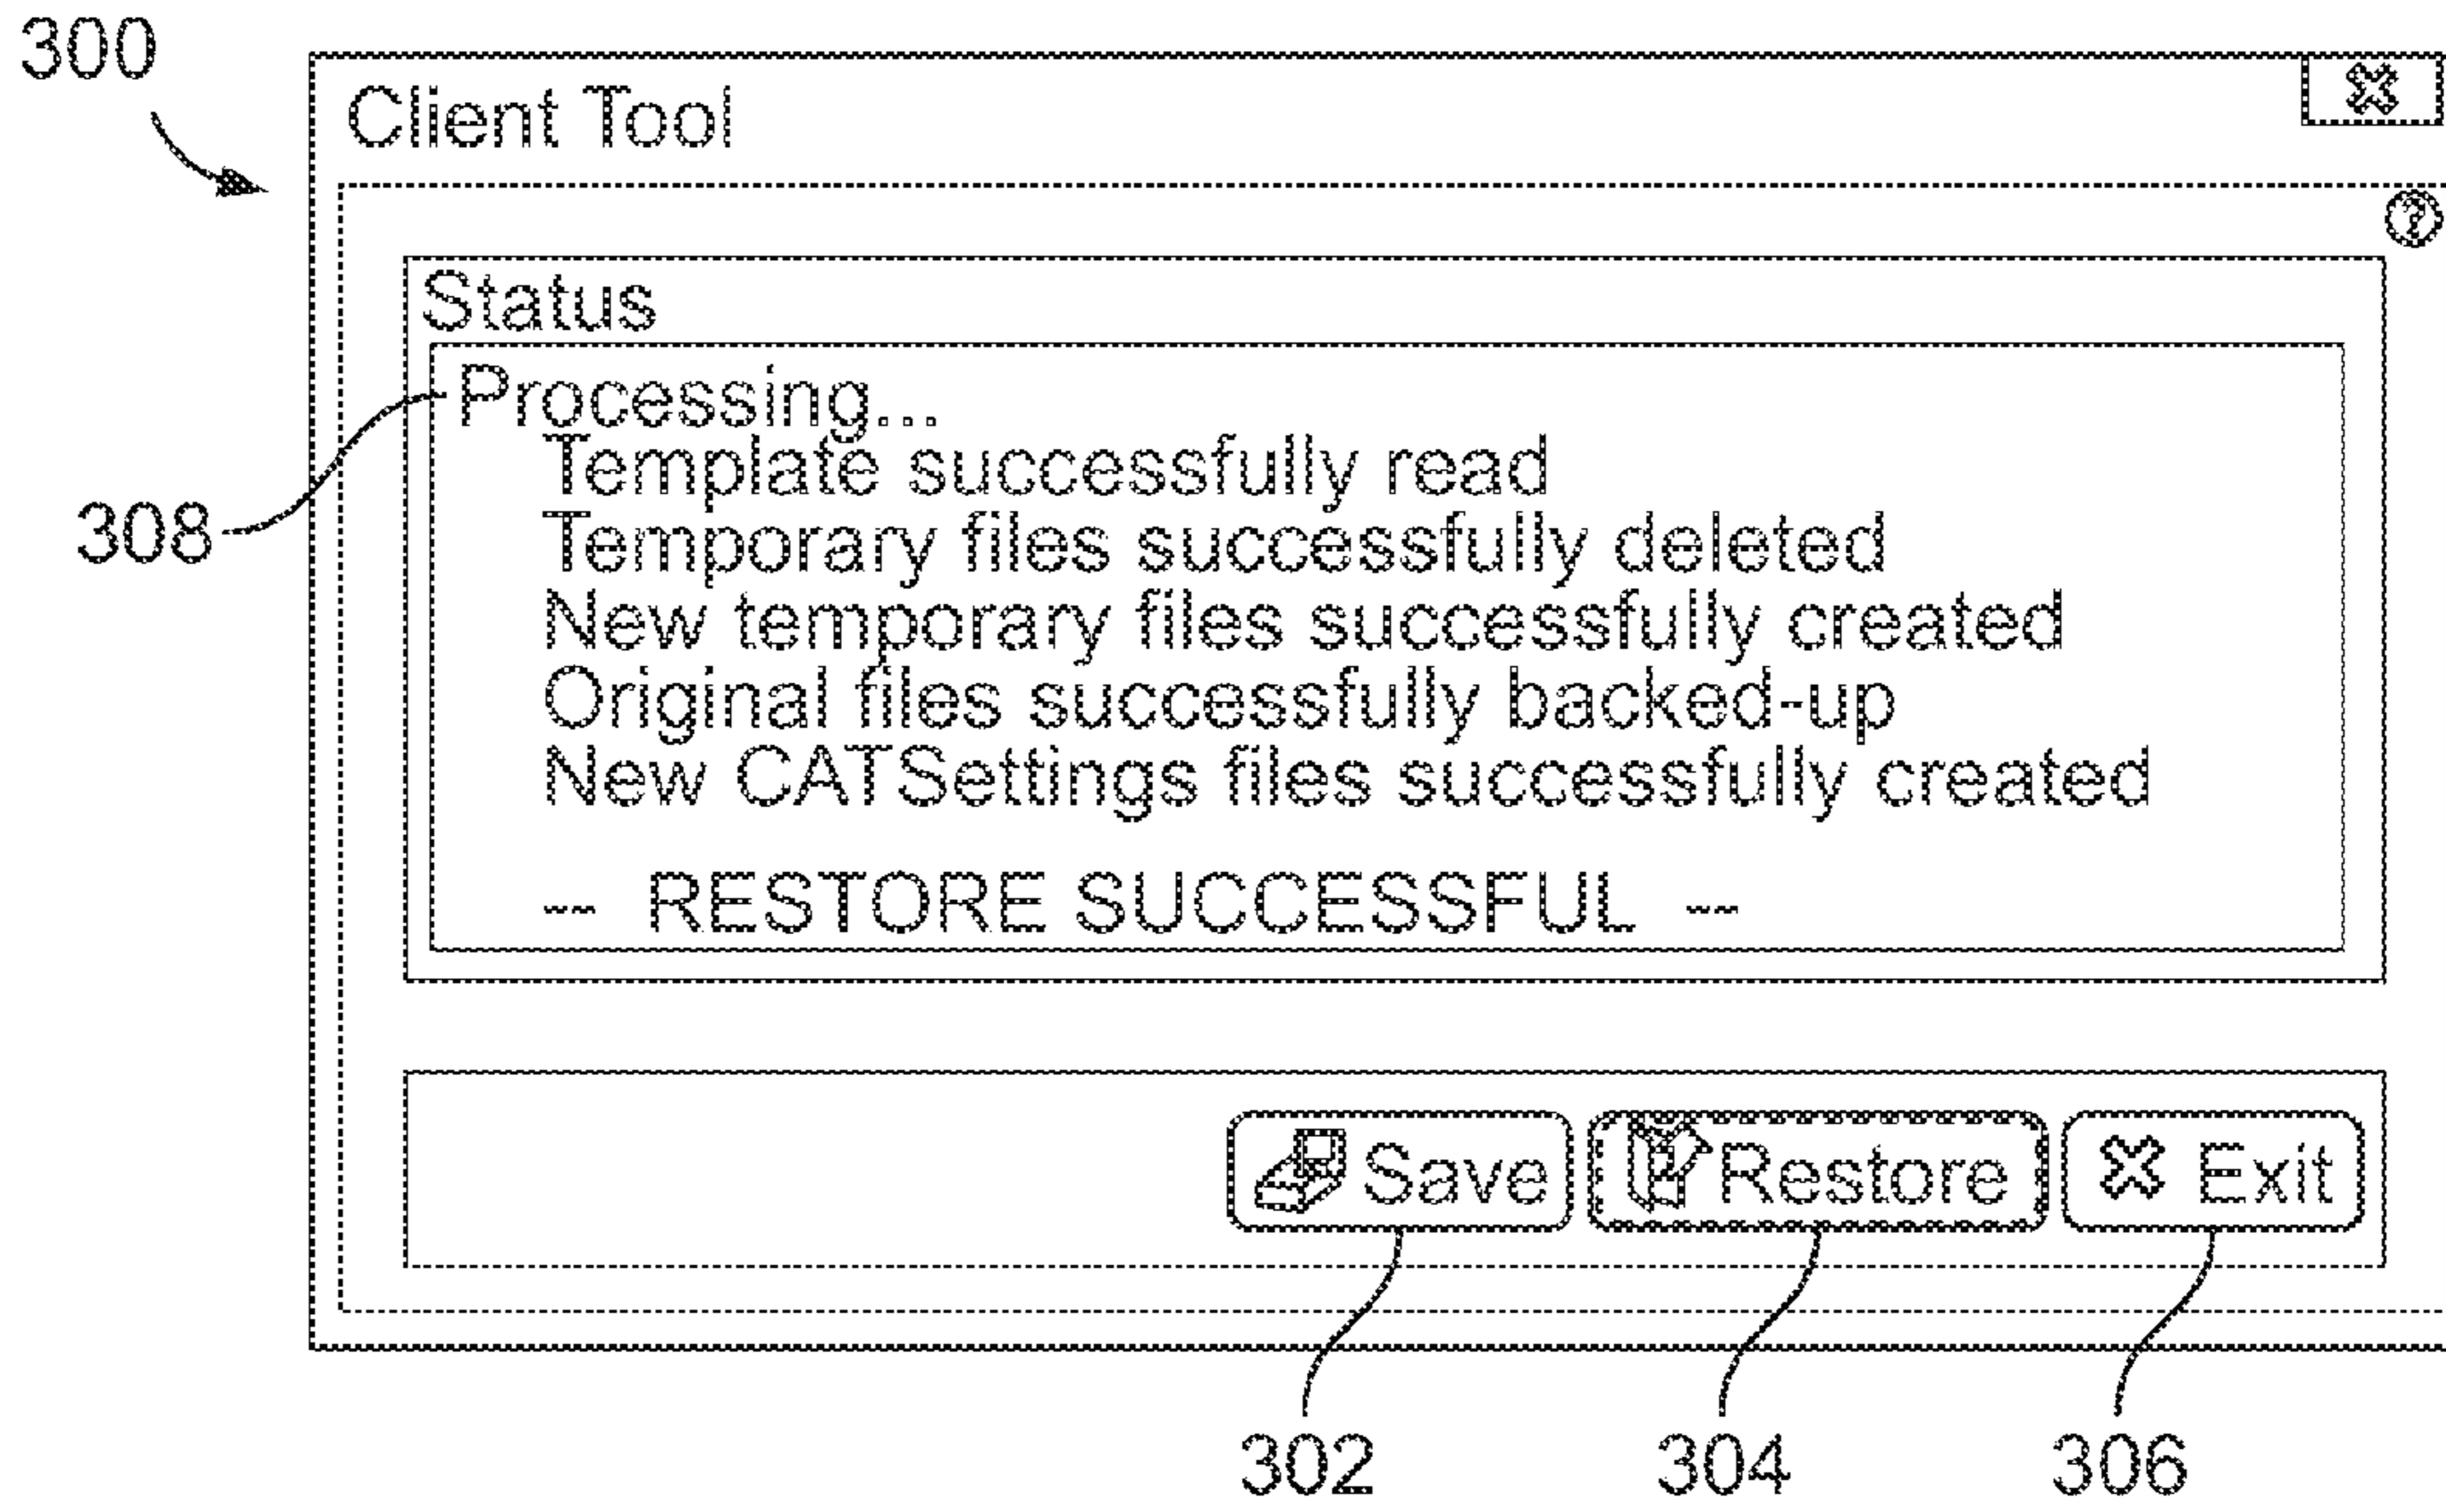 300
Client Tool
?
Status
Processing...
Template successfully read
Temporary files successfully deleted
308
New temporary files successfully created
Original files successfully backed-up
New CATSettings files successfully created
-- RESTORE SUCCESSFUL --
Save Restore Exit
302 304 306